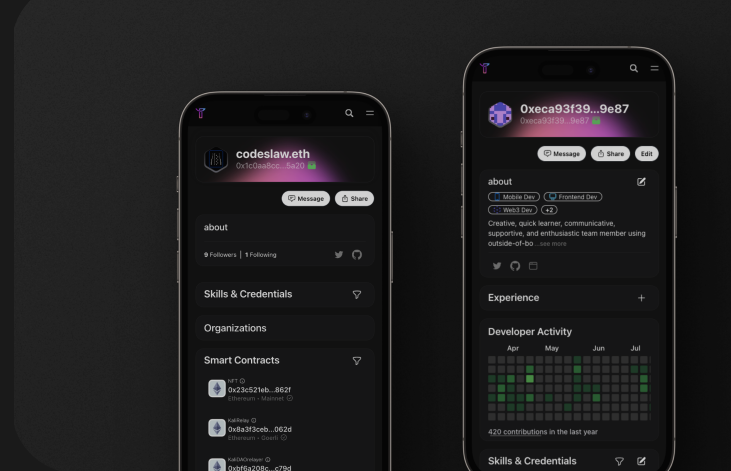 codeslaw.eth
0x1c0aa8cc...5a20
Message
Share
about
9 Followers | 1 Following
Skills & Credentials
Organizations
Smart Contracts
NFT
0x23c521eb...862f
Ethereum - Mainnet
KaliRelay
0x8a3f3ceb...062d
Ethereum - Goerli
KaliDAOrelayer
0xbf6a208c...c79d
0xeca93f39...9e87
0xeca93f39...9e87
Message
Share
Edit
about
Mobile Dev
Frontend Dev
Web3 Dev
+2
Creative, quick learner, communicative,
supportive, and enthusiastic team member using
outside-of-bo ...see more
Experience
Developer Activity
Apr May Jun Jul
420 contributions in the last year
Skills & Credentials